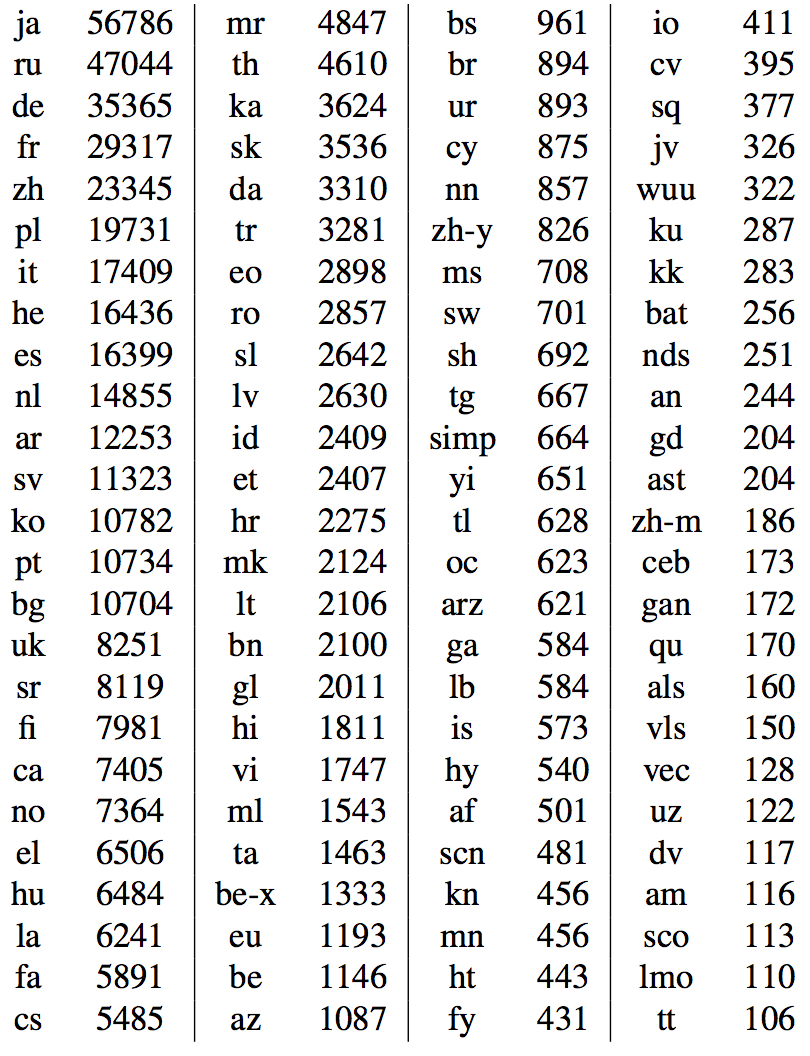 ja 56786 mr 4847 bs 961 io 411
ru 47044 th 4610 br 894 cv 395
de 35365 ka 3624 ur 893 sq 377
fr 29317 sk 3536 cy 875 jv 326
zh 23345 da 3310 nn 857 wuu 322
pl 19731 tr 3281 zh-y 826 ku 287
it 17409 eo 2898 ms 708 kk 283
he 16436 ro 2857 sw 701 bat 256
es 16399 sl 2642 sh 692 nds 251
nl 14855 lv 2630 tg 667 an 244
ar 12253 id 2409 simp 664 gd 204
sv 11323 et 2407 yi 651 ast 204
ko 10782 hr 2275 tl 628 zh-m 186
pt 10734 mk 2124 oc 623 ceb 173
bg 10704 lt 2106 arz 621 gan 172
uk 8251 bn 2100 ga 584 qu 170
sr 8119 gl 2011 lb 584 als 160
fi 7981 hi 1811 is 573 vls 150
ca 7405 vi 1747 hy 540 vec 128
no 7364 ml 1543 af 501 uz 122
el 6506 ta 1463 scn 481 dv 117
hu 6484 be-x 1333 kn 456 am 116
la 6241 eu 1193 mn 456 sco 113
fa 5891 be 1146 ht 443 lmo 110
cs 5485 az 1087 fy 431 tt 106